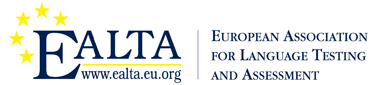 EALTA
www.ealta.eu.org
EUROPEAN ASSOCIATION
FOR LANGUAGE TESTING
AND ASSESSMENT